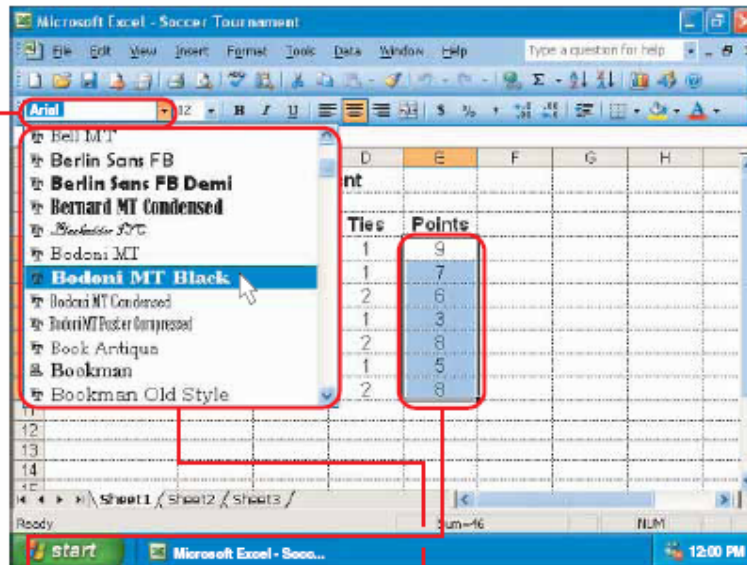 Microsoft Excel - Soccer Tournament
File Edit View Insert Format Tools Data Window Help Type a question for help
Arial 12 B I U $ %
Bell MT
Berlin Sans FB
Berlin Sans FB Demi
Bernard MT Condensed
Bodoni MT
Bodoni MT Black
Bodoni MT Condensed
Bodoni MT Poster Compressed
Book Antiqua
Bookman
Bookman Old Style
D E F G H
nt
Ties Points
1 9
1 7
2 6
1 3
2 8
1 5
2 8
11
12
13
14
15
Sheet1 Sheet2 Sheet3
Ready Sum=46 NUM
start Microsoft Excel - Socc... 12:00 PM